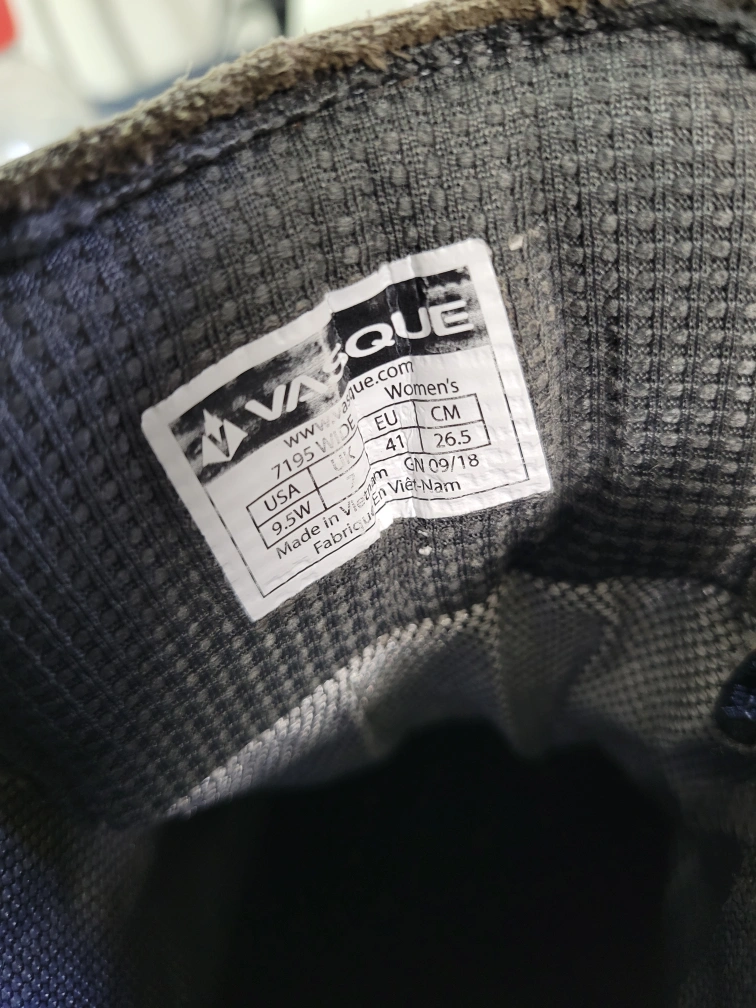 VASQUE
www.vasque.com
7195 WIDE Women's
USA UK EU CM
9.5W 7 41 26.5
Made in Vietnam GN 09/18
Fabriqué En Viêt-Nam